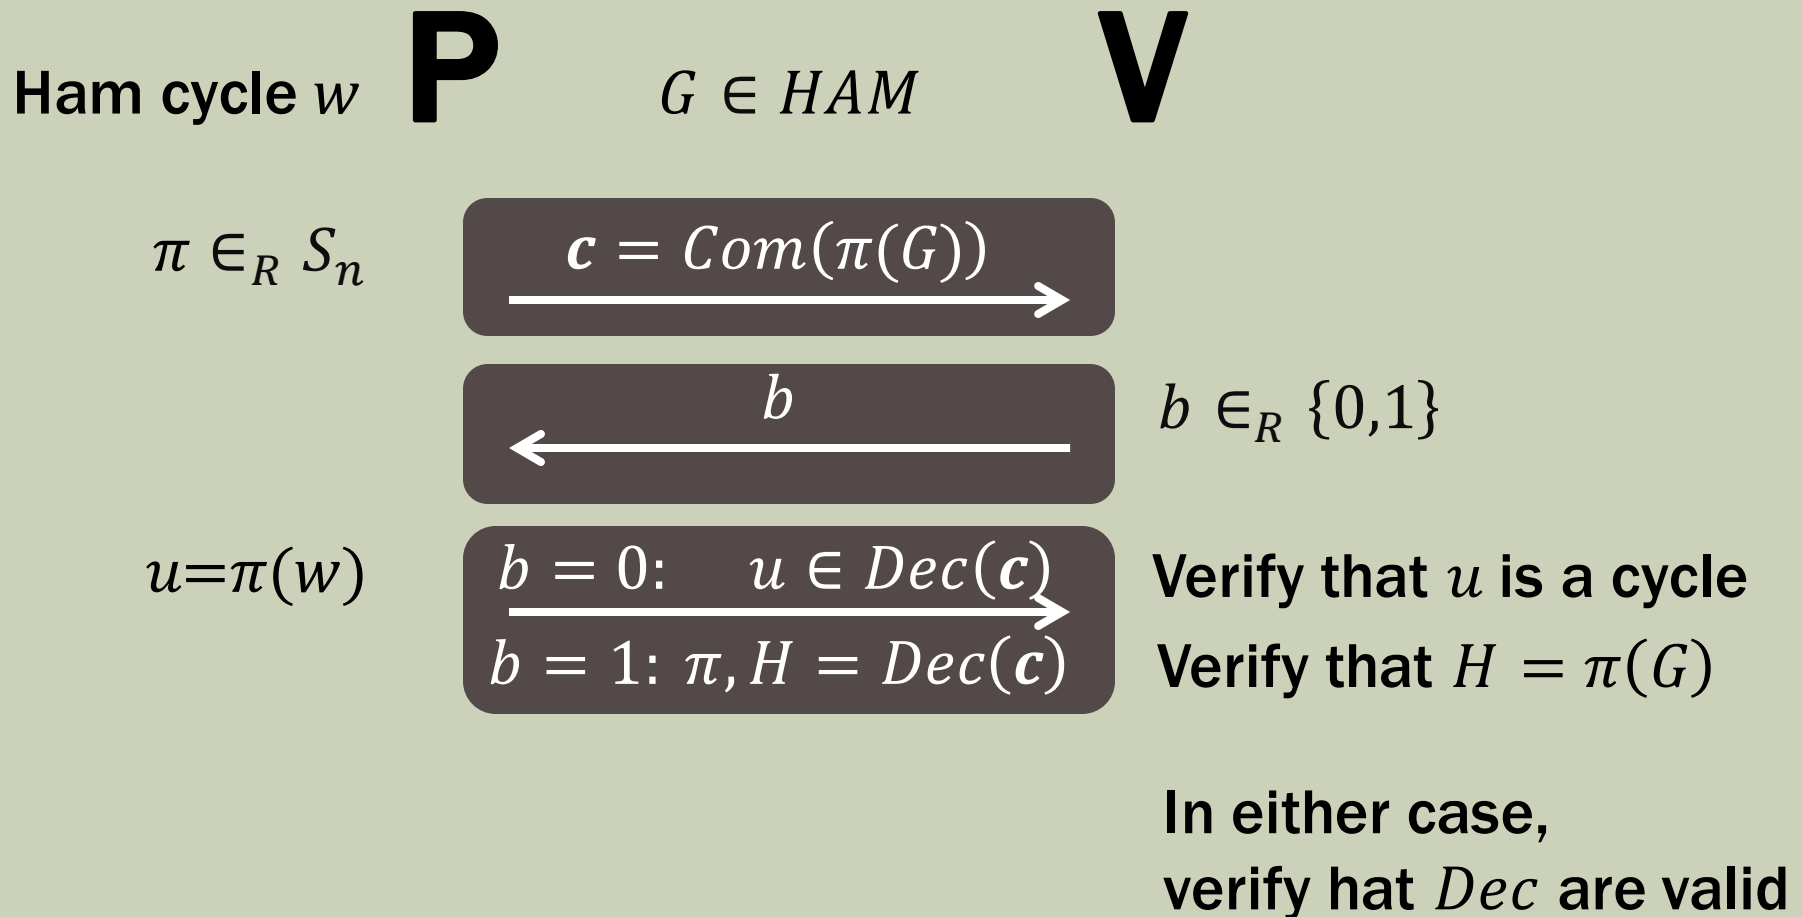 P V
Ham cycle w G ∈ HAM
π ∈_R S_n c = Com(π(G))
b
b ∈_R {0,1}
u=π(w) b = 0: u ∈ Dec(c) Verify that u is a cycle
b = 1: π, H = Dec(c) Verify that H = π(G)
In either case,
verify hat Dec are valid